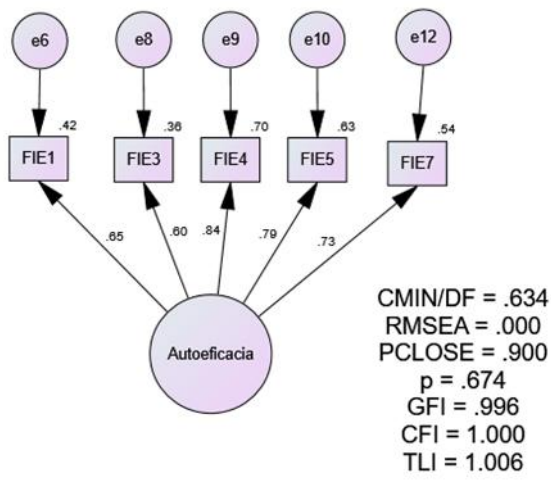 e6 e8 e9 e10 e12
.42 .36 .70 .63 .54
FIE1 FIE3 FIE4 FIE5 FIE7
.65 .60 .84 .79 .73
Autoeficacia
CMIN/DF = .634
RMSEA = .000
PCLOSE = .900
p = .674
GFI = .996
CFI = 1.000
TLI = 1.006